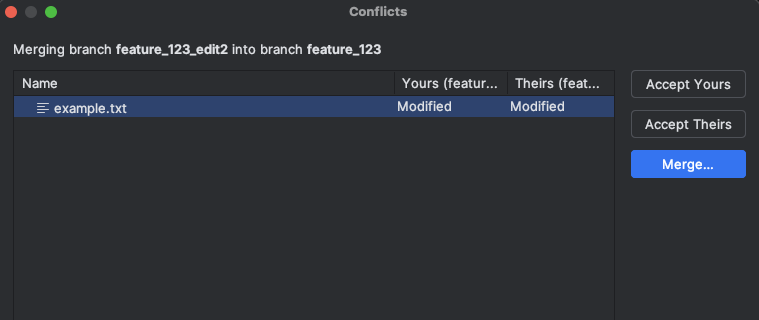 Conflicts
Merging branch feature_123_edit2 into branch feature_123
Name Yours (featur... Theirs (feat...
example.txt Modified Modified
Accept Yours
Accept Theirs
Merge...